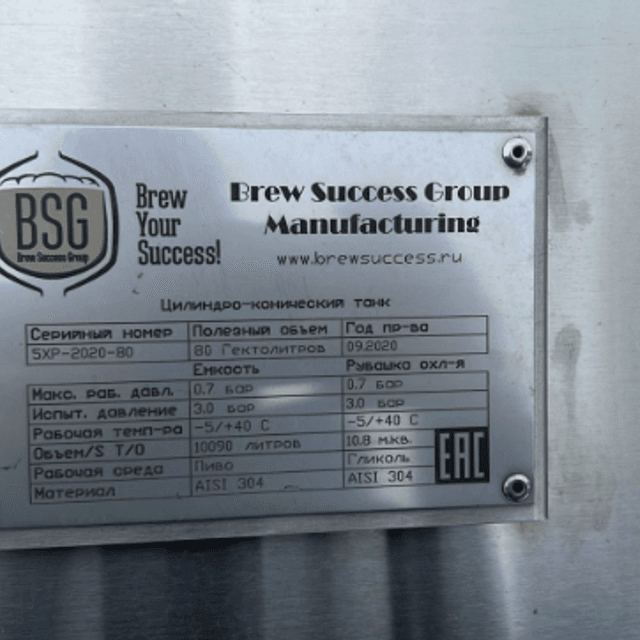 BSG
Brew Success Group
Brew
Your
Success!
Brew Success Group
Manufacturing
www.brewsuccess.ru
Цилиндро-конический танк
Серийный номер Полезный объем Год пр-ва
5XP-2020-80 80 Гектолитров 09.2020
Емкость Рубашка охл-я
Макс. раб. давл. 0.7 бар 0.7 бар
Испыт. давление 3.0 бар 3.0 бар
Рабочая темп-ра -5/+40 С -5/+40 С
Объем/S Т/О 10090 литров 10.8 м.кв.
Рабочая среда Пиво Гликоль
Материал AISI 304 AISI 304
EAC